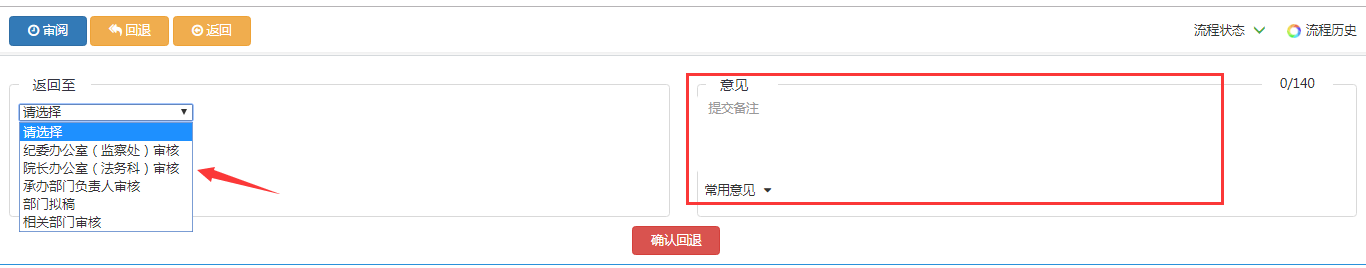 审阅 回退 返回 流程状态 流程历史
返回至
请选择
请选择
纪委办公室（监察处）审核
院长办公室（法务科）审核
承办部门负责人审核
部门拟稿
相关部门审核
意见 0/140
提交备注
常用意见
确认回退